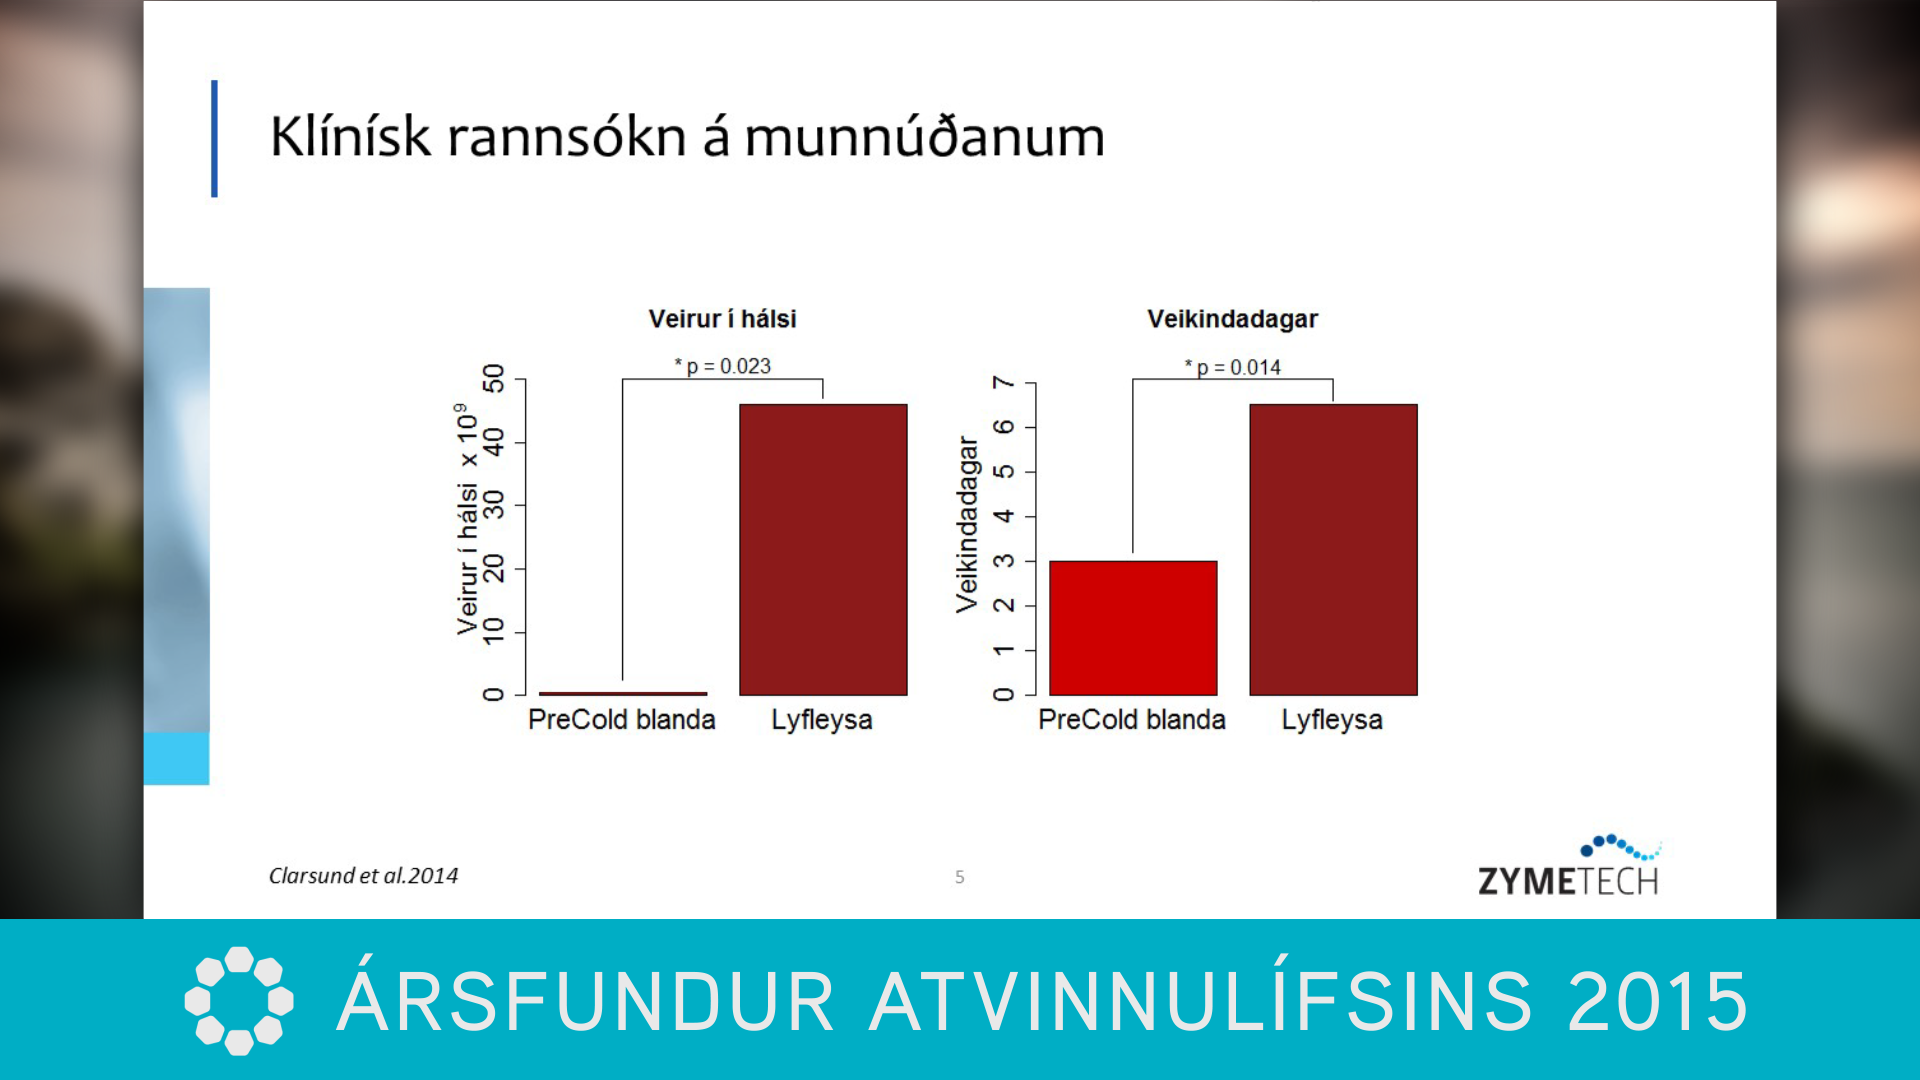 Klínísk rannsókn á munnúðanum
Veirur í hálsi
* p = 0.023
Veirur í hálsi x 10⁹
50
40
30
20
10
0
PreCold blanda
Lyfleysa
Veikindadagar
* p = 0.014
Veikindadagar
7
6
5
4
3
2
1
0
PreCold blanda
Lyfleysa
Clarsund et al.2014
5
ZYMETECH
ÁRSFUNDUR ATVINNULÍFSINS 2015